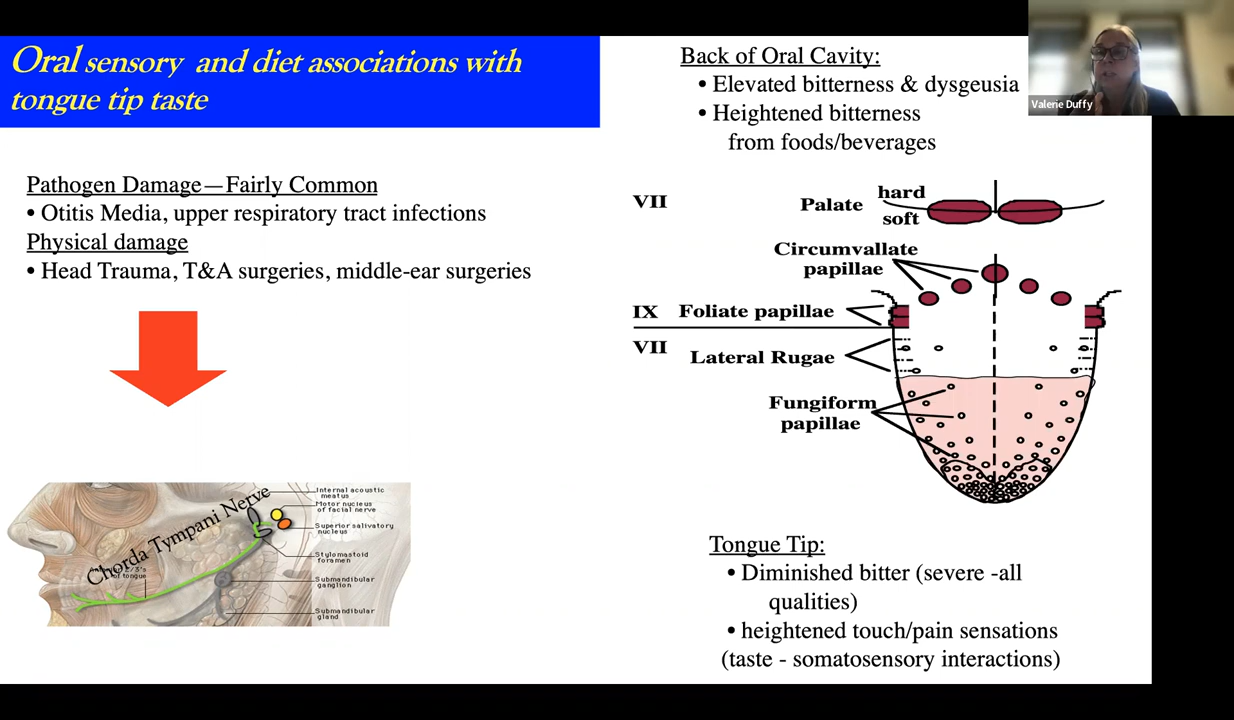 Oral sensory and diet associations with
tongue tip taste
Pathogen Damage—Fairly Common
• Otitis Media, upper respiratory tract infections
Physical damage
• Head Trauma, T&A surgeries, middle-ear surgeries
Chorda Tympani Nerve
Internal acoustic
meatus
Motor nucleus
of facial nerve
Superior salivatory
nucleus
Stylomastoid
foramen
Submandibular
ganglion
Submandibular
gland
2/3's
of tongue
Back of Oral Cavity:
• Elevated bitterness & dysgeusia
• Heightened bitterness
from foods/beverages
VII
Palate
hard
soft
Circumvallate
papillae
IX
Foliate papillae
VII
Lateral Rugae
Fungiform
papillae
Tongue Tip:
• Diminished bitter (severe -all
qualities)
• heightened touch/pain sensations
(taste - somatosensory interactions)
Valerie Duffy